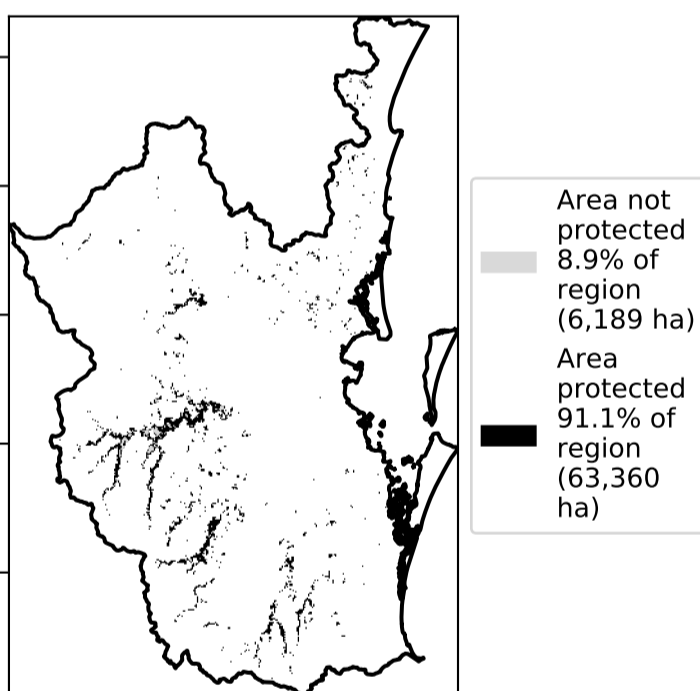 Area not
protected
8.9% of
region
(6,189 ha)
Area
protected
91.1% of
region
(63,360
ha)